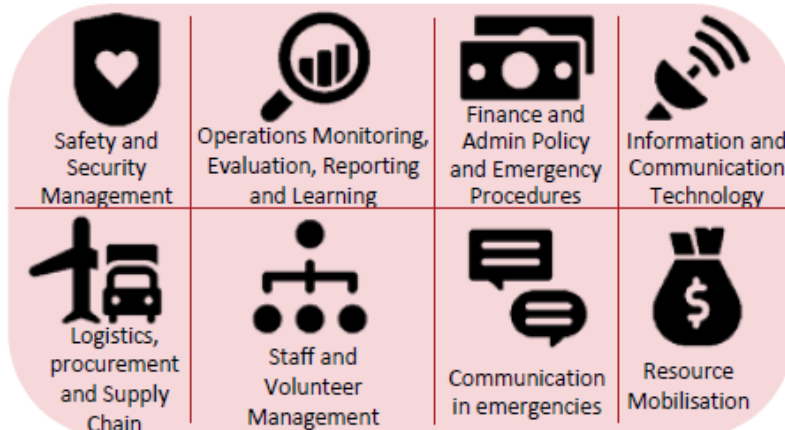 Safety and
Security
Management
Operations Monitoring,
Evaluation, Reporting
and Learning
Finance and
Admin Policy
and Emergency
Procedures
Information and
Communication
Technology
Logistics,
procurement
and Supply
Chain
Staff and
Volunteer
Management
Communication
in emergencies
$
Resource
Mobilisation